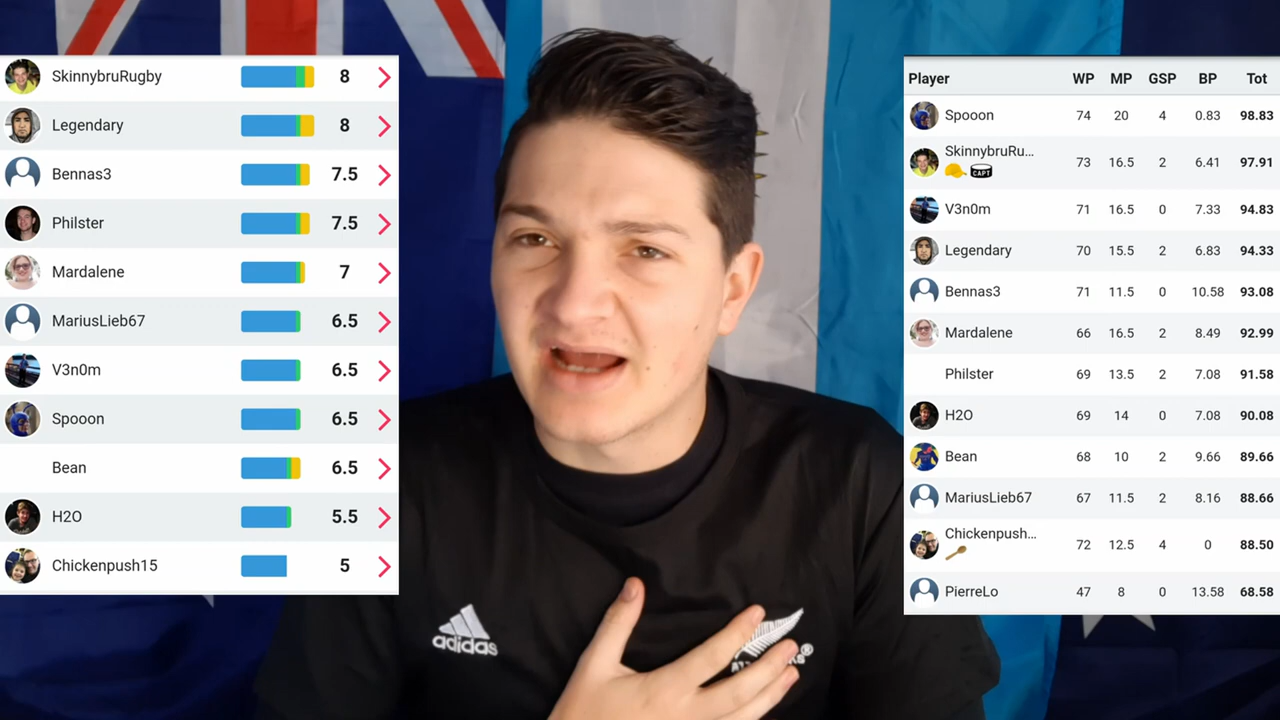 SkinnybruRugby 8
Legendary 8
Bennas3 7.5
Philster 7.5
Mardalene 7
MariusLieb67 6.5
V3n0m 6.5
Spooon 6.5
Bean 6.5
H2O 5.5
Chickenpush15 5
adidas
Player WP MP GSP BP Tot
Spooon 74 20 4 0.83 98.83
SkinnybruRu... 73 16.5 2 6.41 97.91
CAPT
V3n0m 71 16.5 0 7.33 94.83
Legendary 70 15.5 2 6.83 94.33
Bennas3 71 11.5 0 10.58 93.08
Mardalene 66 16.5 2 8.49 92.99
Philster 69 13.5 2 7.08 91.58
H2O 69 14 0 7.08 90.08
Bean 68 10 2 9.66 89.66
MariusLieb67 67 11.5 2 8.16 88.66
Chickenpush... 72 12.5 4 0 88.50
PierreLo 47 8 0 13.58 68.58